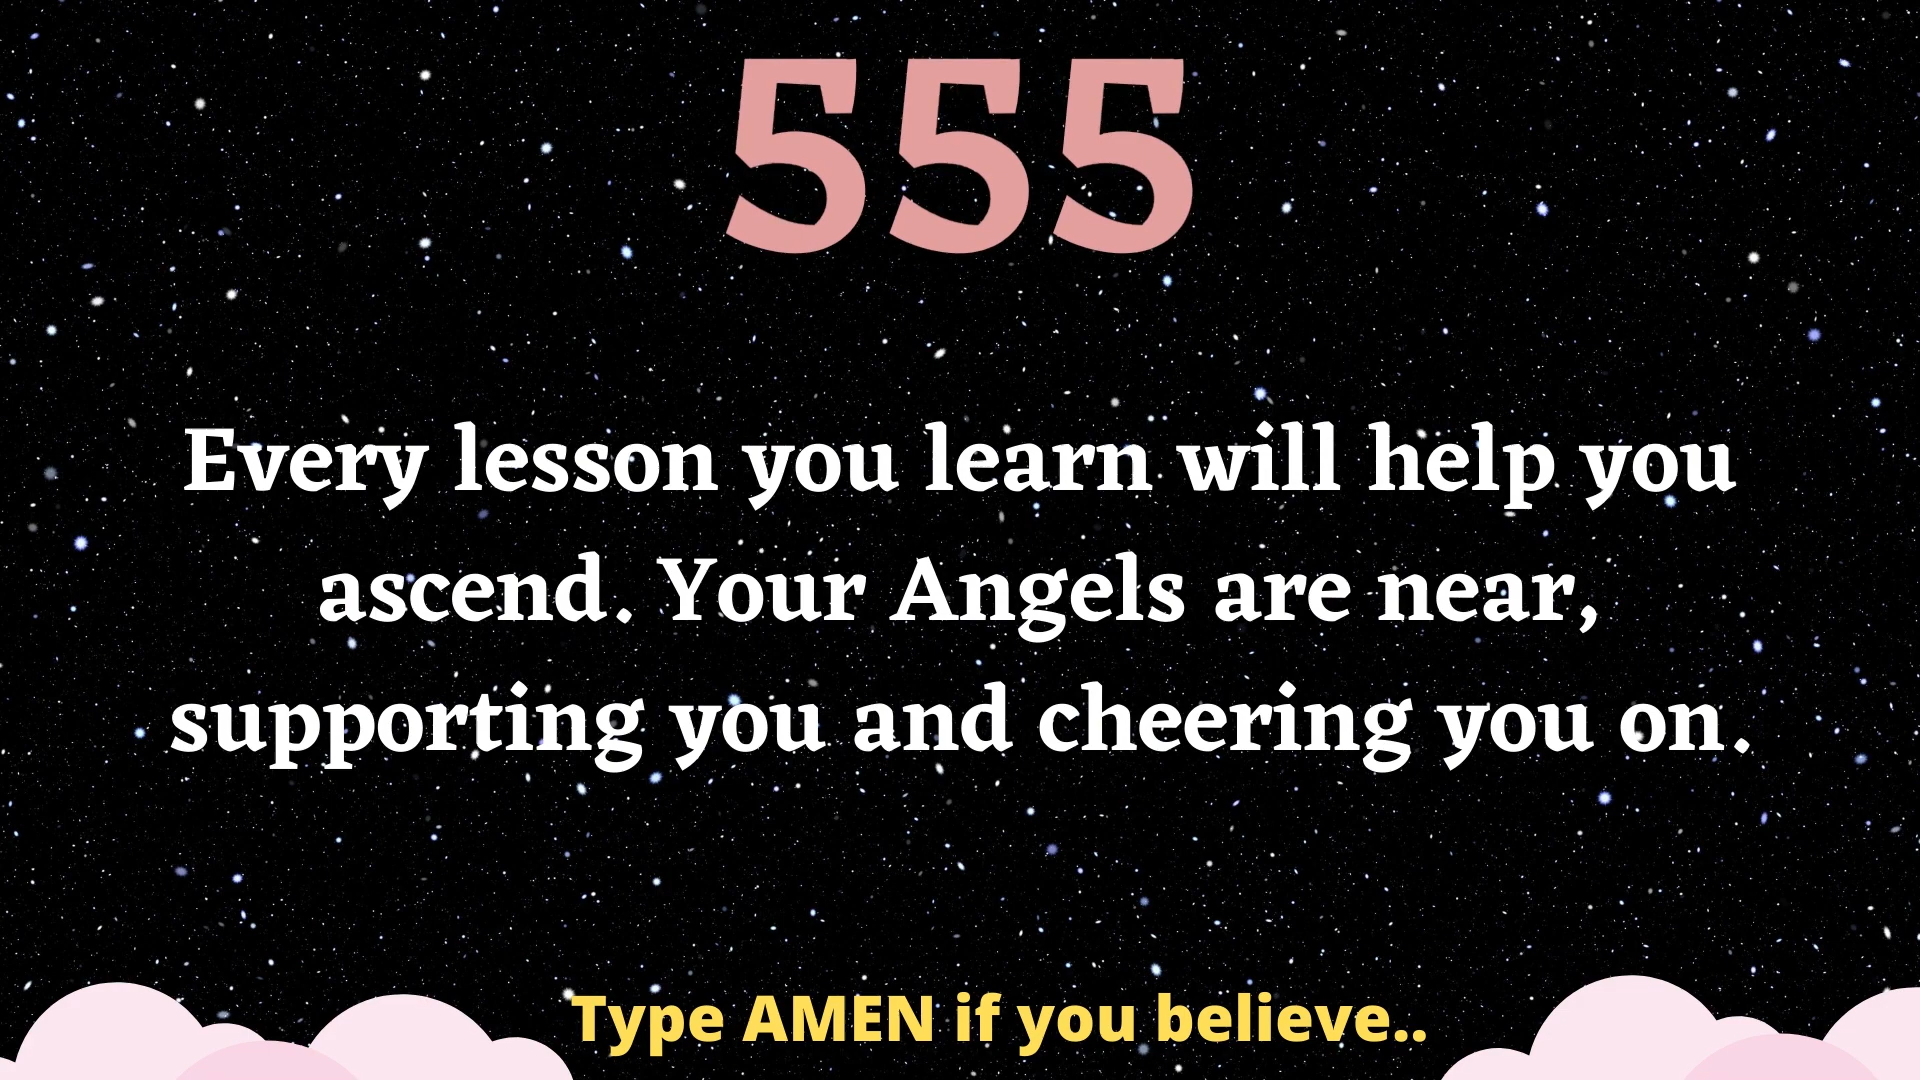 555
Every lesson you learn will help you
ascend. Your Angels are near,
supporting you and cheering you on.
Type AMEN if you believe..